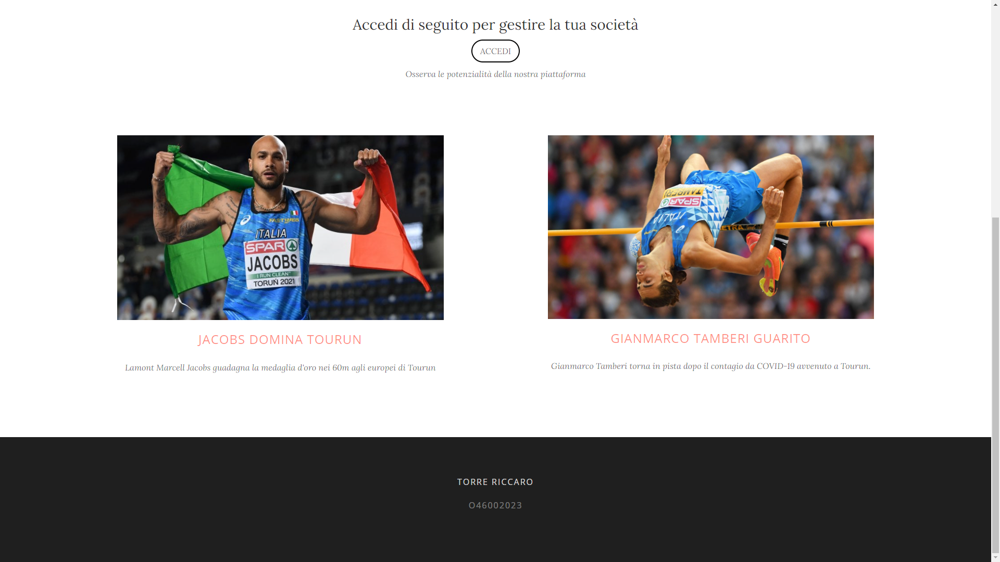 Accedi di seguito per gestire la tua società
ACCEDI
Osserva le potenzialità della nostra piattaforma
FASTWEB
ITALIA
SPAR
JACOBS
I RUN CLEAN™
TORUŃ 2021
TAMBERI
SPAR
ITALIA
ETRA
JACOBS DOMINA TOURUN
GIANMARCO TAMBERI GUARITO
Lamont Marcell Jacobs guadagna la medaglia d'oro nei 60m agli europei di Tourun
Gianmarco Tamberi torna in pista dopo il contagio da COVID-19 avvenuto a Tourun.
TORRE RICCARO
O46002023